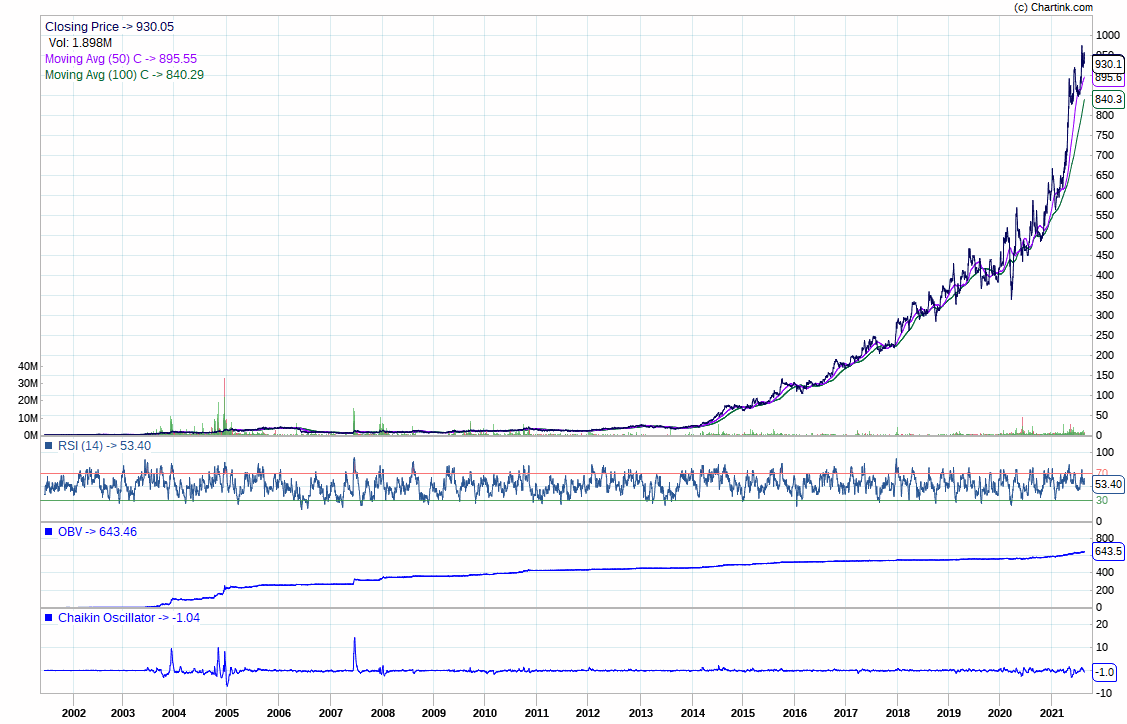 (c) Chartink.com
Closing Price -> 930.05
Vol: 1.898M
Moving Avg (50) C -> 895.55
Moving Avg (100) C -> 840.29
1000
950
930.1
895.6
840.3
800
750
700
650
600
550
500
450
400
350
300
250
200
150
100
50
0
40M
30M
20M
10M
0M
RSI (14) -> 53.40
100
70
53.40
30
0
OBV -> 643.46
800
643.5
400
200
0
Chaikin Oscillator -> -1.04
20
10
-1.0
-10
2002 2003 2004 2005 2006 2007 2008 2009 2010 2011 2012 2013 2014 2015 2016 2017 2018 2019 2020 2021